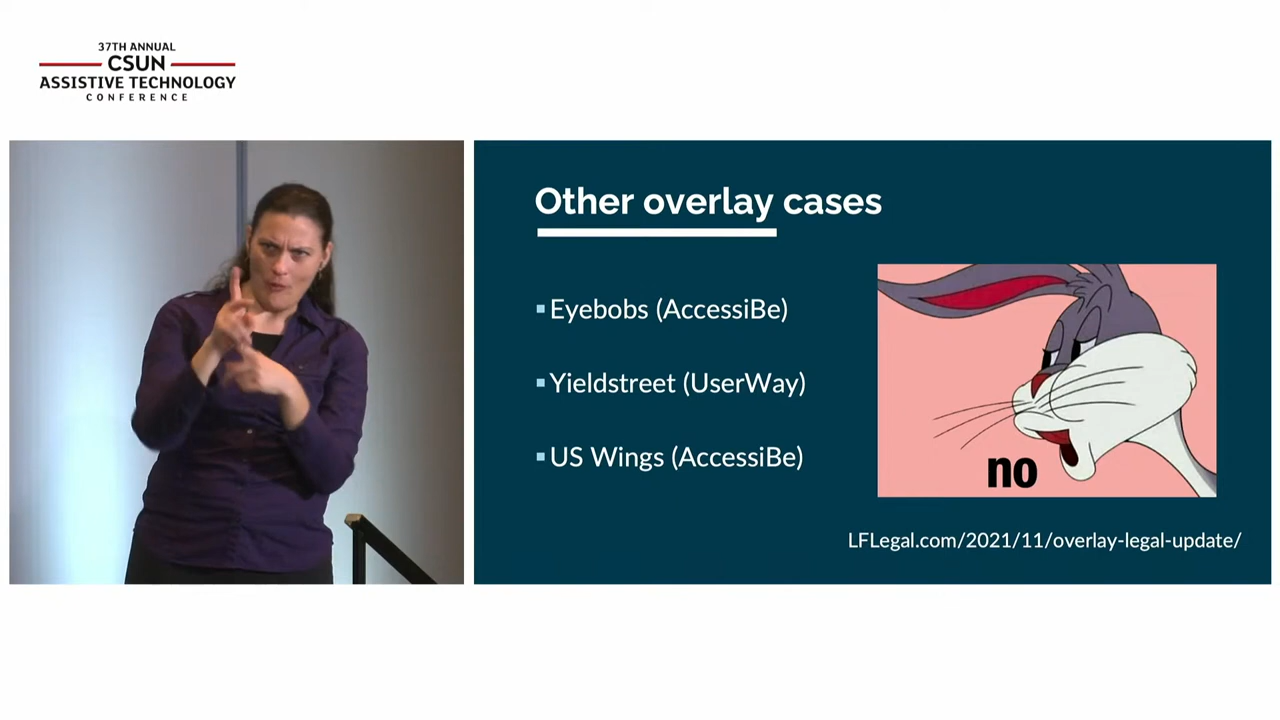 37TH ANNUAL
CSUN
ASSISTIVE TECHNOLOGY
CONFERENCE
Other overlay cases
Eyebobs (AccessiBe)
Yieldstreet (UserWay)
US Wings (AccessiBe)
no
LFLegal.com/2021/11/overlay-legal-update/